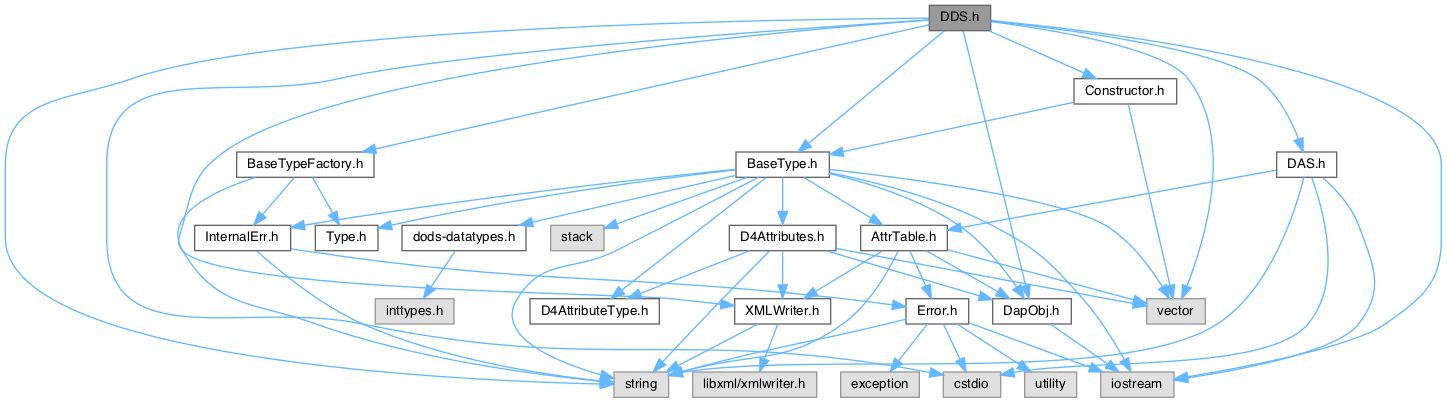 DDS.h
Constructor.h
BaseTypeFactory.h
BaseType.h
DAS.h
InternalErr.h
Type.h
dods-datatypes.h
stack
D4Attributes.h
AttrTable.h
inttypes.h
D4AttributeType.h
XMLWriter.h
Error.h
DapObj.h
vector
string
libxml/xmlwriter.h
exception
cstdio
utility
iostream